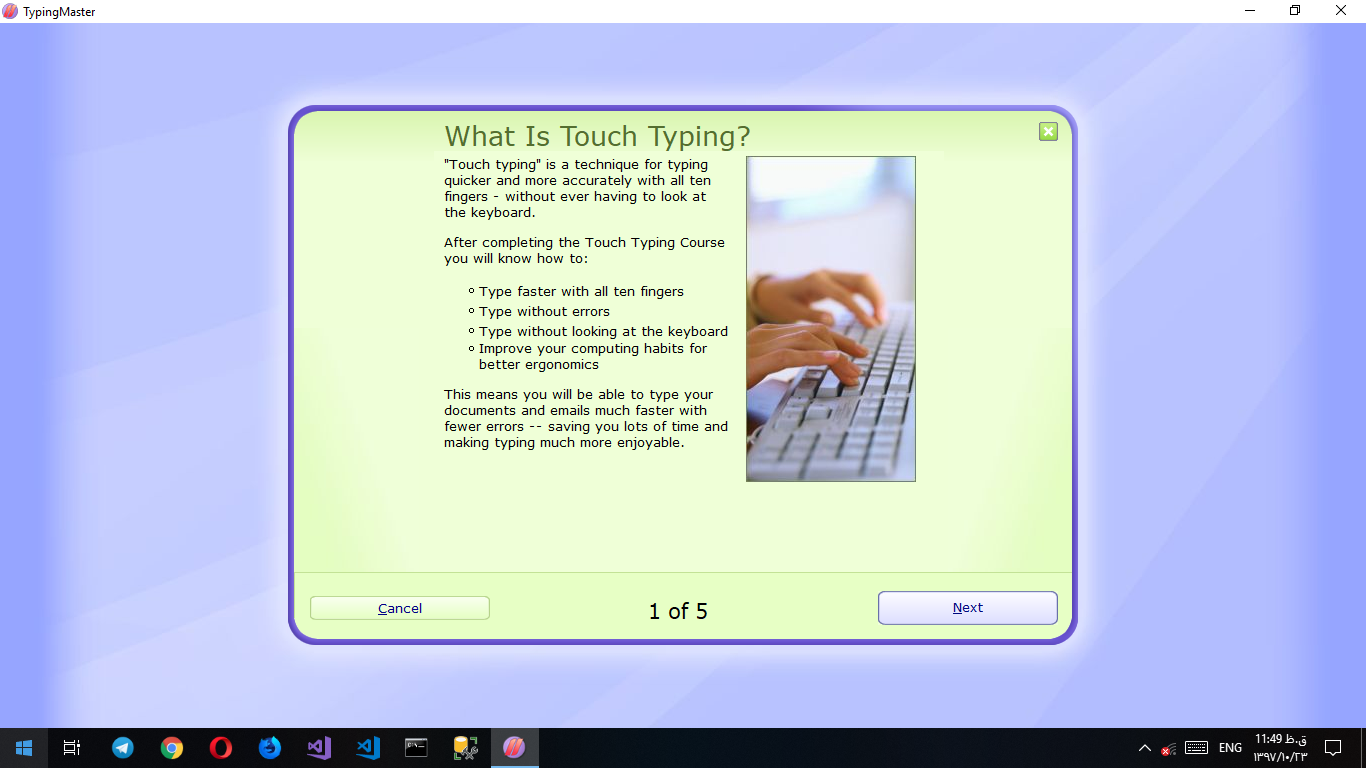 TypingMaster
What Is Touch Typing?
"Touch typing" is a technique for typing
quicker and more accurately with all ten
fingers - without ever having to look at
the keyboard.
After completing the Touch Typing Course
you will know how to:
Type faster with all ten fingers
Type without errors
Type without looking at the keyboard
Improve your computing habits for
better ergonomics
This means you will be able to type your
documents and emails much faster with
fewer errors -- saving you lots of time and
making typing much more enjoyable.
Cancel
1 of 5
Next
ENG
11:49 ق.ظ
۱۳۹۷/۱۰/۲۳